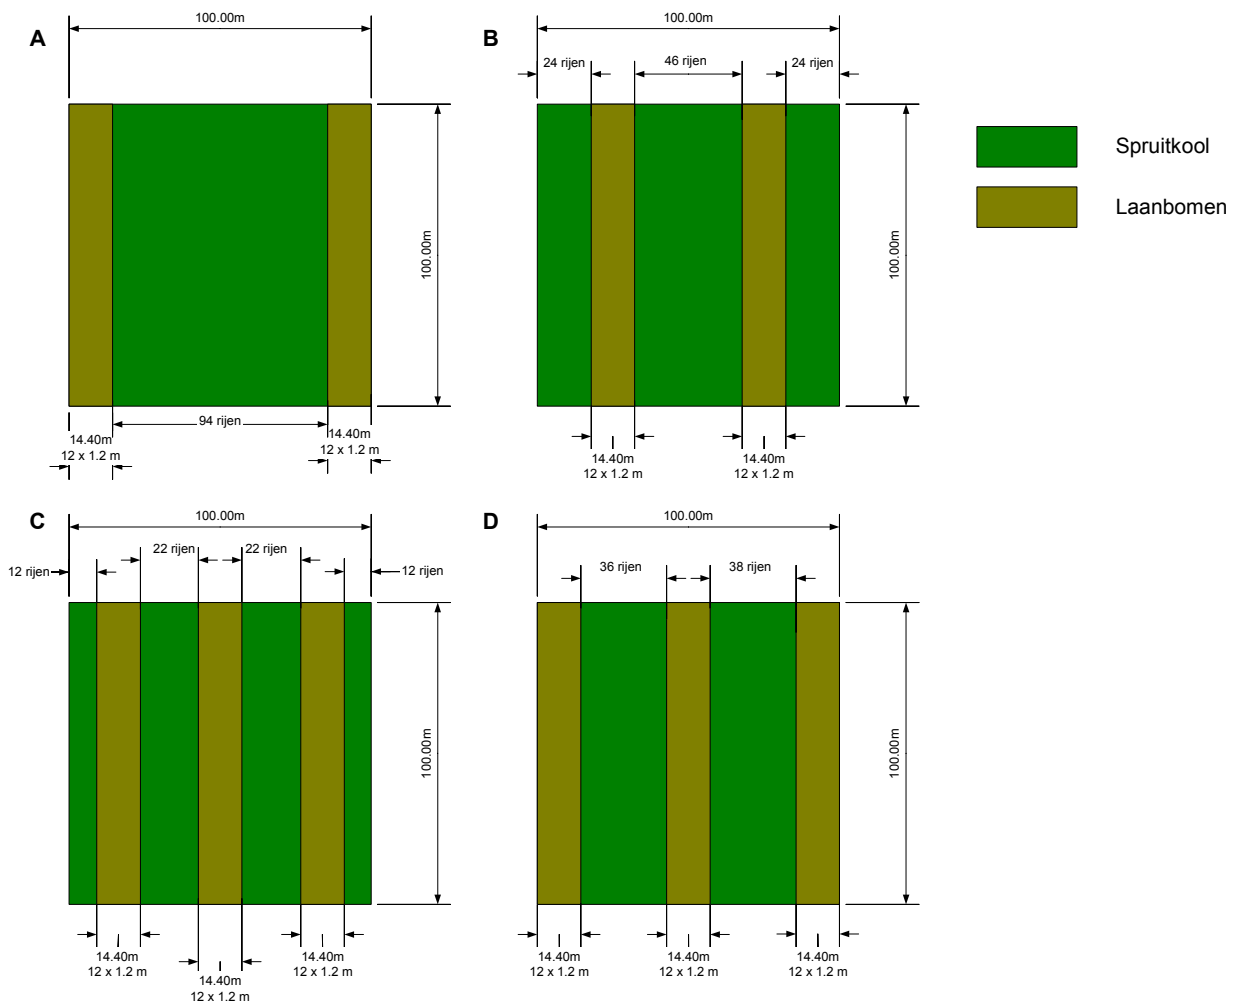 A
100.00m
100.00m
94 rijen
14.40m
12 x 1.2 m
14.40m
12 x 1.2 m
B
100.00m
24 rijen
46 rijen
24 rijen
100.00m
14.40m
12 x 1.2 m
14.40m
12 x 1.2 m
Spruitkool
Laanbomen
C
100.00m
12 rijen
22 rijen
22 rijen
12 rijen
100.00m
14.40m
12 x 1.2 m
14.40m
12 x 1.2 m
14.40m
12 x 1.2 m
D
100.00m
36 rijen
38 rijen
100.00m
14.40m
12 x 1.2 m
14.40m
12 x 1.2 m
14.40m
12 x 1.2 m